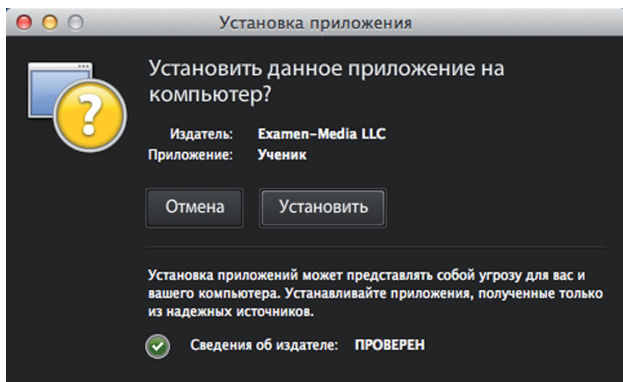 Установка приложения
Установить данное приложение на
компьютер?
Издатель: Examen-Media LLC
Приложение: Ученик
Отмена Установить
Установка приложений может представлять собой угрозу для вас и
вашего компьютера. Устанавливайте приложения, полученные только
из надежных источников.
Сведения об издателе: ПРОВЕРЕН